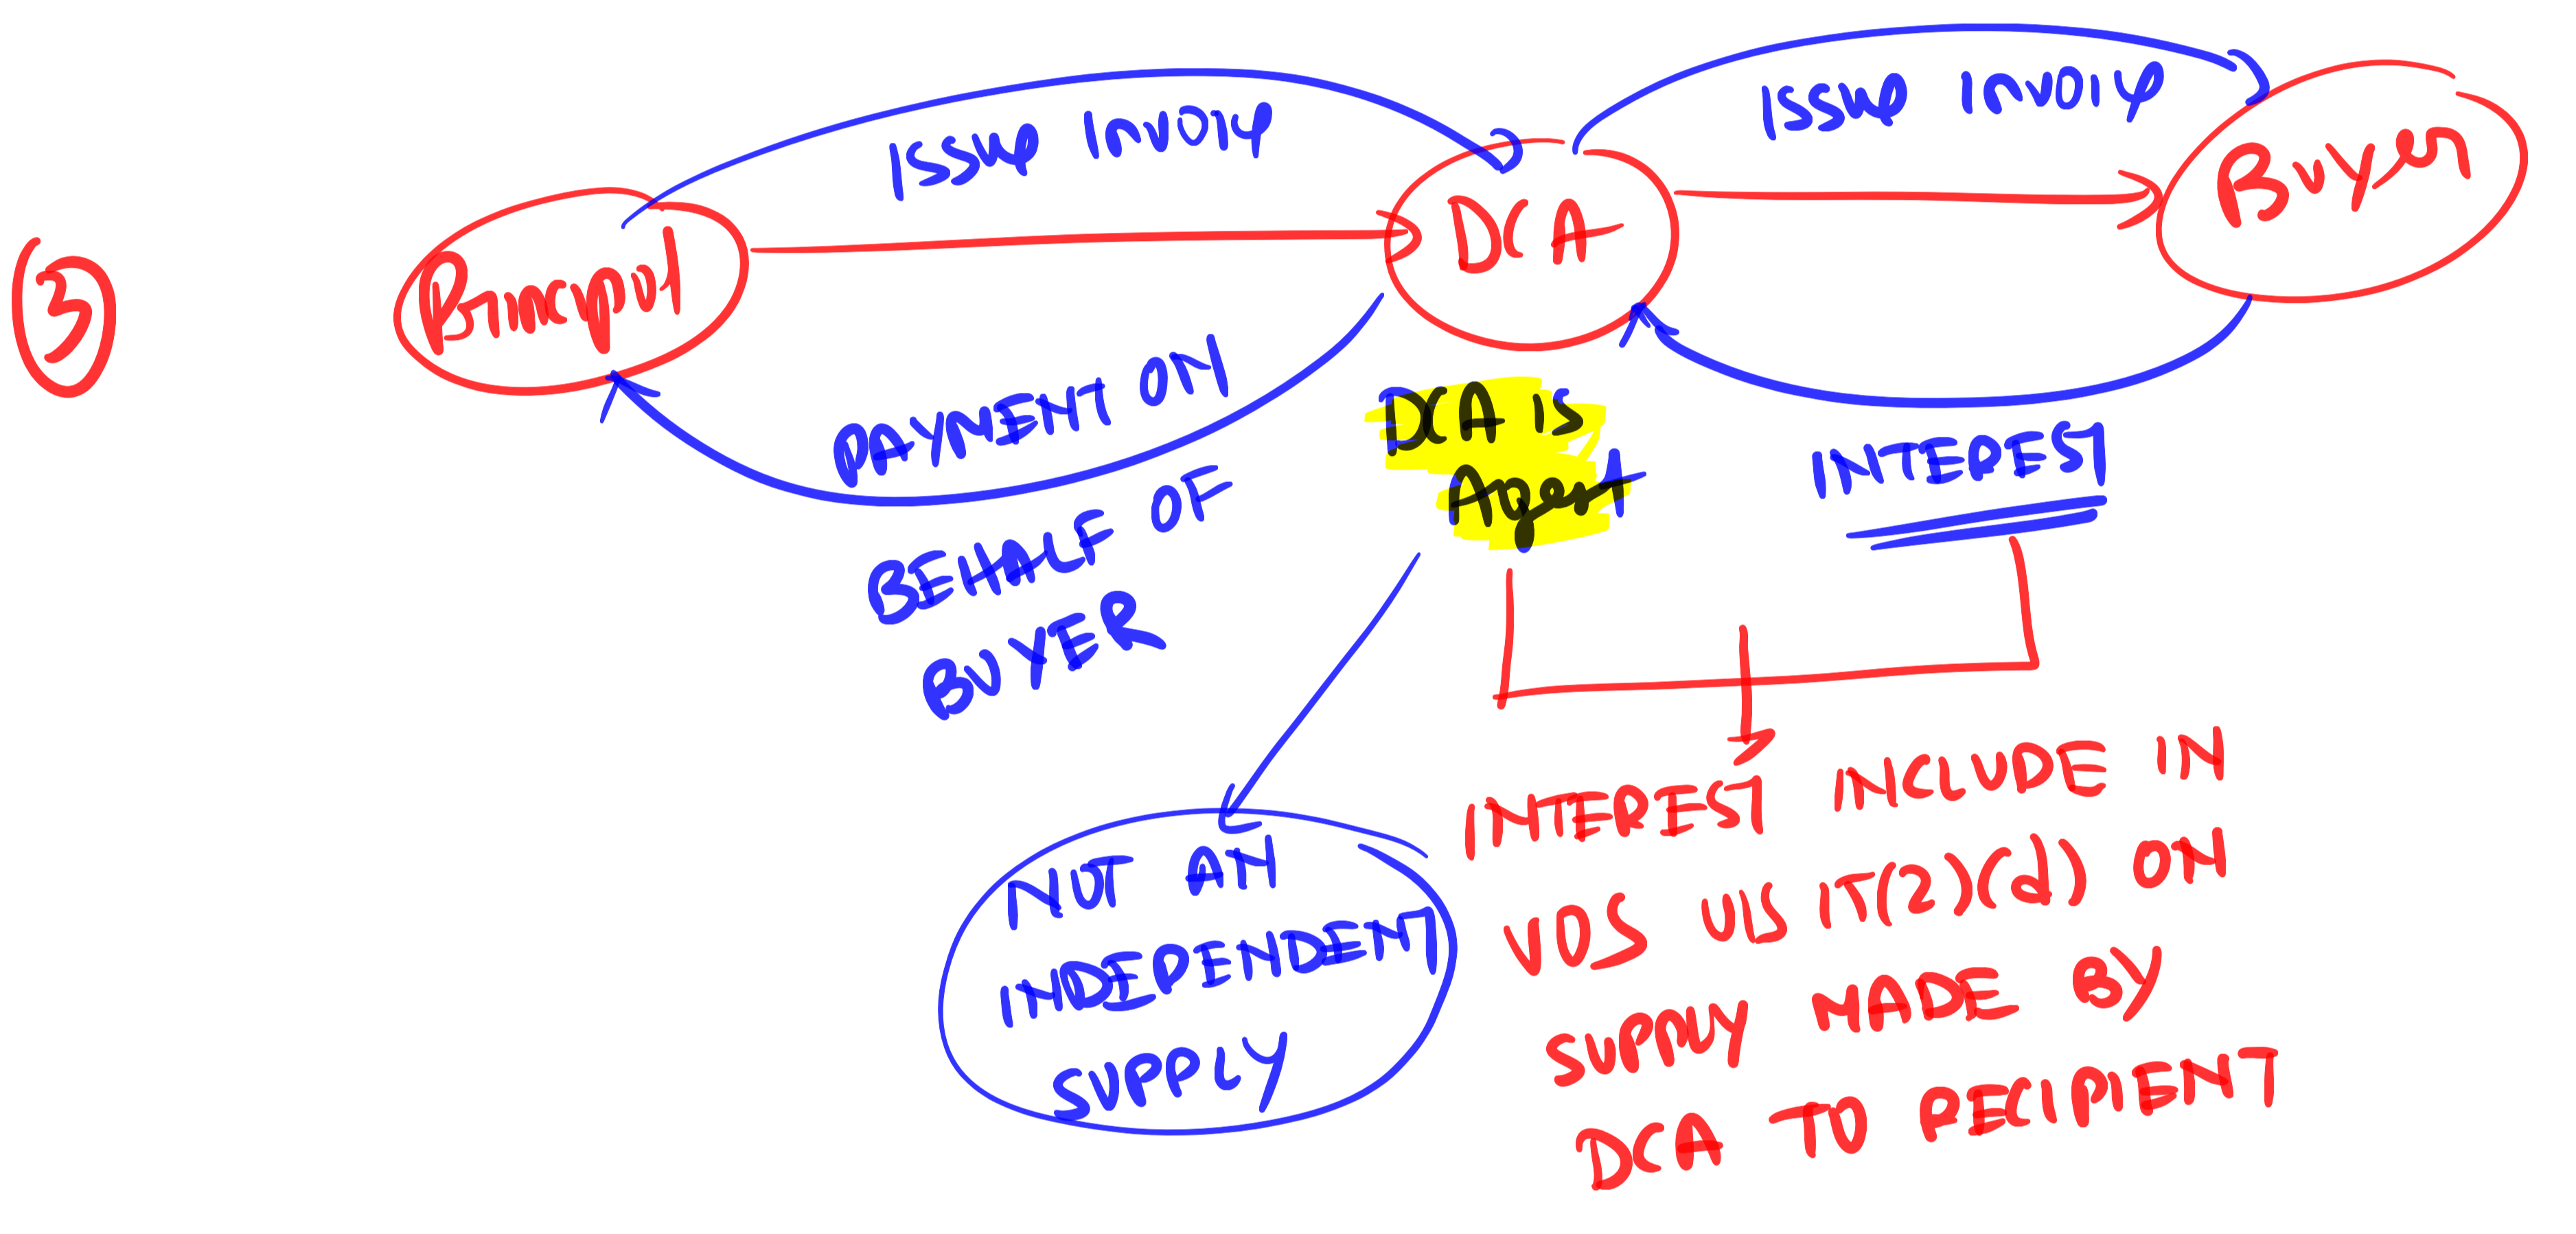 ③
Principal
Issue Invoice
DCA
Issue Invoice
Buyer
PAYMENT ON
BEHALF OF
BUYER
DCA is
Agent
INTEREST
NOT AN
INDEPENDENT
SUPPLY
INTEREST INCLUDE IN
VOS U/S 15(2)(d) ON
SUPPLY MADE BY
DCA TO RECIPIENT